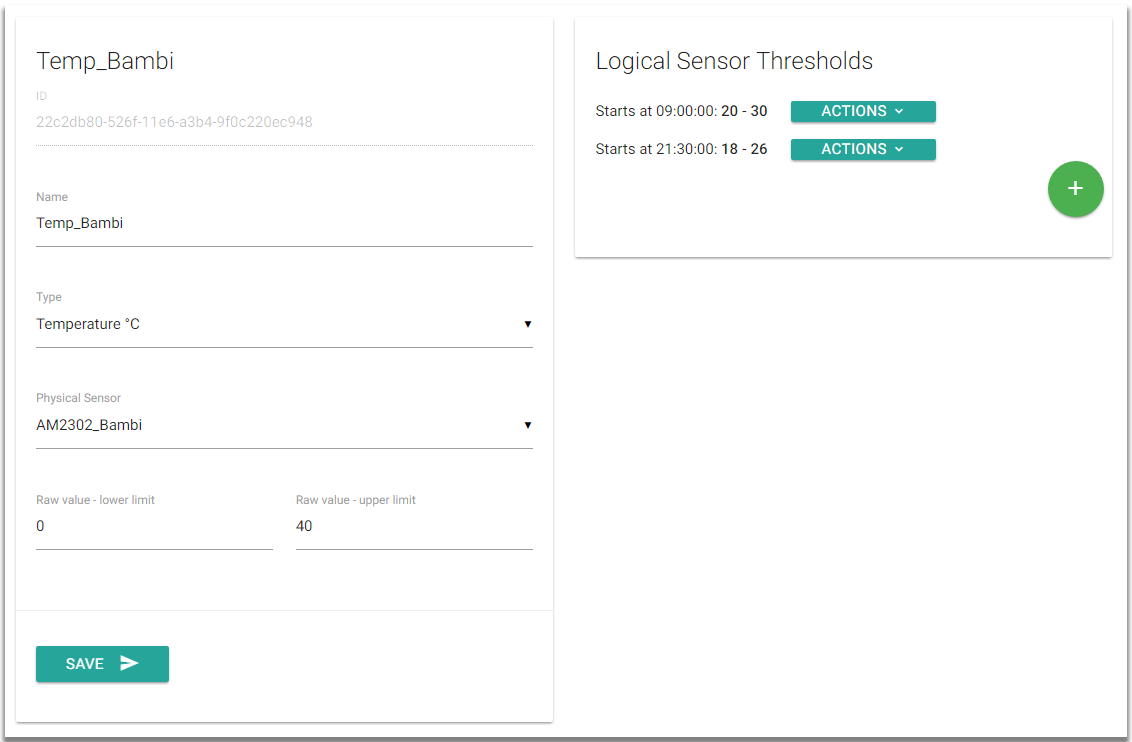 Temp_Bambi
ID
22c2db80-526f-11e6-a3b4-9f0c220ec948
Name
Temp_Bambi
Type
Temperature °C
Physical Sensor
AM2302_Bambi
Raw value - lower limit
0
Raw value - upper limit
40
SAVE
Logical Sensor Thresholds
Starts at 09:00:00: 20 - 30 ACTIONS
Starts at 21:30:00: 18 - 26 ACTIONS
+